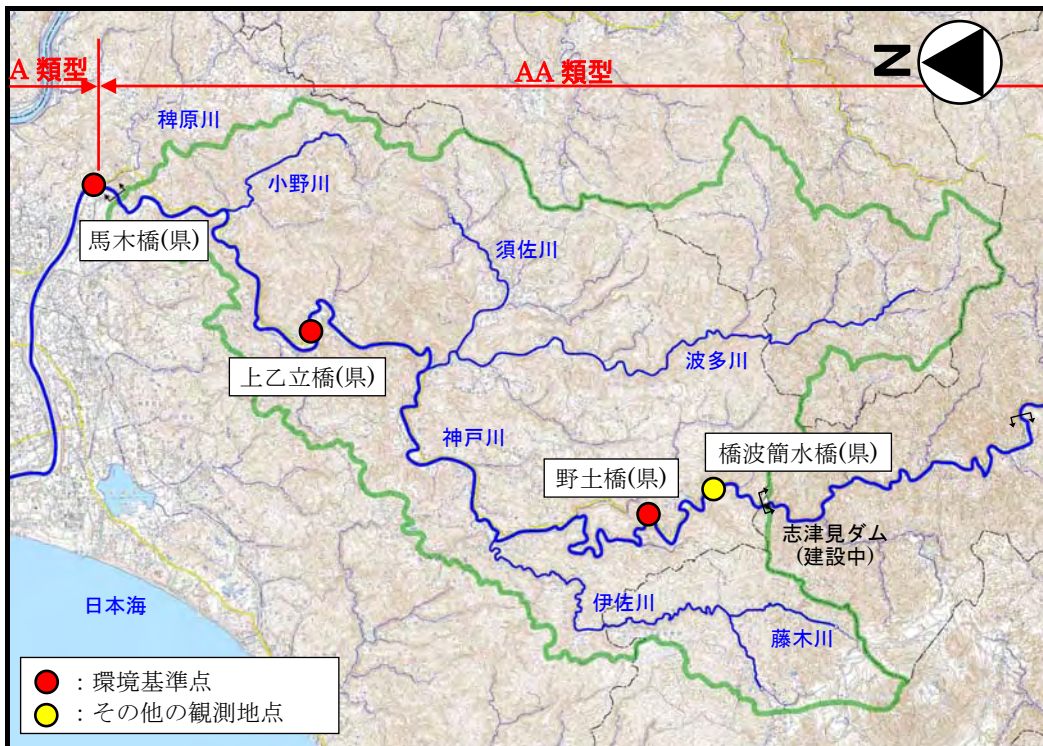 A 類型
AA 類型
N
稗原川
小野川
馬木橋(県)
須佐川
上乙立橋(県)
波多川
神戸川
橋波簡水橋(県)
野土橋(県)
志津見ダム
(建設中)
日本海
伊佐川
藤木川
：環境基準点
：その他の観測地点